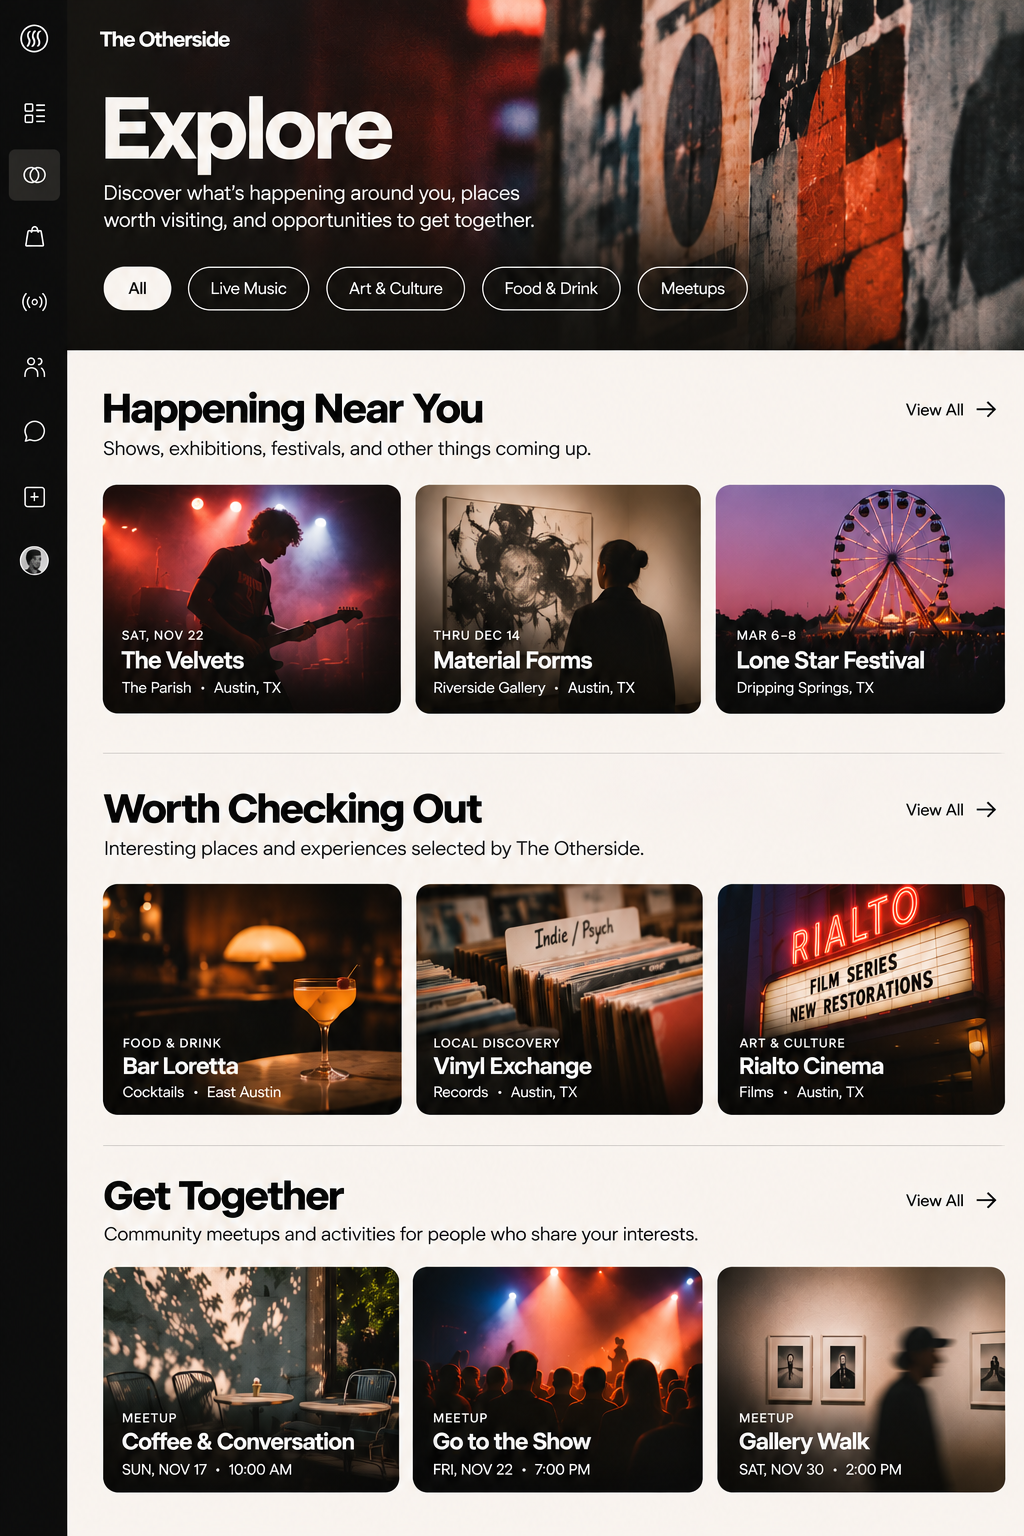 The Otherside
Explore
Discover what's happening around you, places
worth visiting, and opportunities to get together.
All
Live Music
Art & Culture
Food & Drink
Meetups
Happening Near You
View All
Shows, exhibitions, festivals, and other things coming up.
SAT, NOV 22
The Velvets
The Parish • Austin, TX
THRU DEC 14
Material Forms
Riverside Gallery • Austin, TX
MAR 6–8
Lone Star Festival
Dripping Springs, TX
Worth Checking Out
View All
Interesting places and experiences selected by The Otherside.
FOOD & DRINK
Bar Loretta
Cocktails • East Austin
Indie / Psych
LOCAL DISCOVERY
Vinyl Exchange
Records • Austin, TX
RIALTO
FILM SERIES
NEW RESTORATIONS
ART & CULTURE
Rialto Cinema
Films • Austin, TX
Get Together
View All
Community meetups and activities for people who share your interests.
MEETUP
Coffee & Conversation
SUN, NOV 17 • 10:00 AM
MEETUP
Go to the Show
FRI, NOV 22 • 7:00 PM
MEETUP
Gallery Walk
SAT, NOV 30 • 2:00 PM